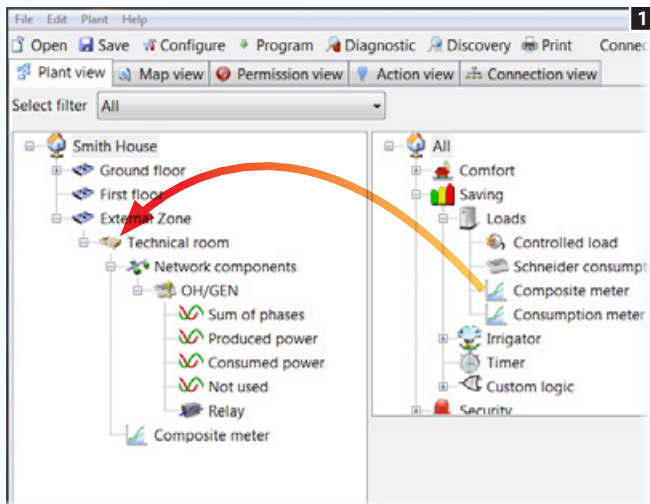 File Edit Plant Help
1
Open Save Configure Program Diagnostic Discovery Print Connec
Plant view Map view Permission view Action view Connection view
Select filter All
Smith House
Ground floor
First floor
External Zone
Technical room
Network components
OH/GEN
Sum of phases
Produced power
Consumed power
Not used
Relay
Composite meter
All
Comfort
Saving
Loads
Controlled load
Schneider consumpt
Composite meter
Consumption meter
Irrigator
Timer
Custom logic
Security